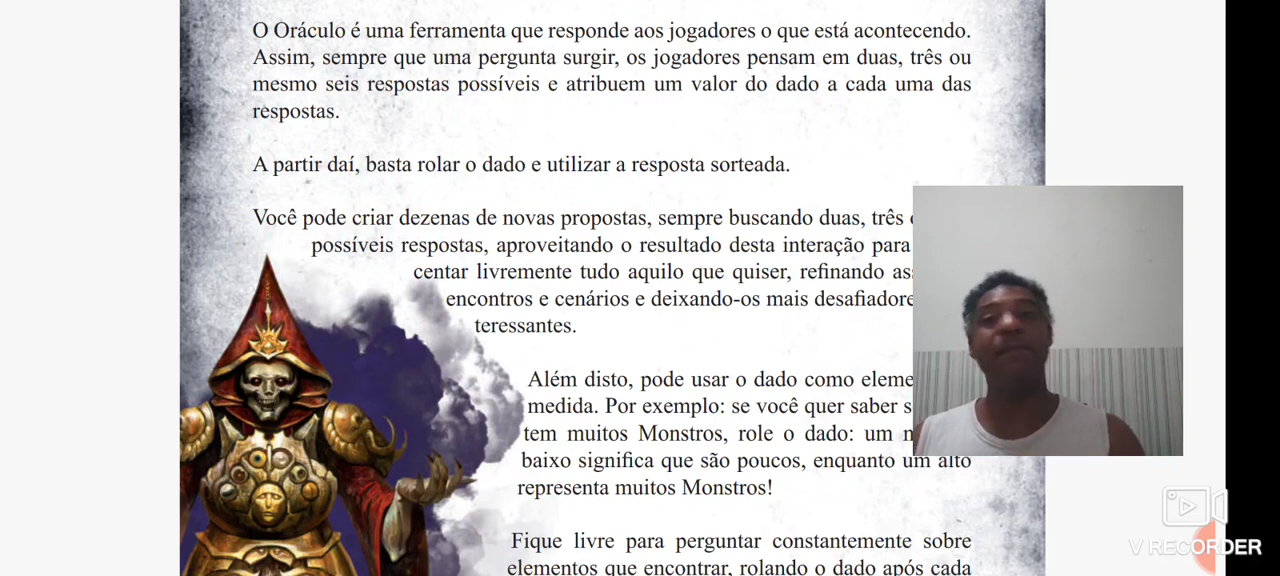 O Oráculo é uma ferramenta que responde aos jogadores o que está acontecendo.
Assim, sempre que uma pergunta surgir, os jogadores pensam em duas, três ou
mesmo seis respostas possíveis e atribuem um valor do dado a cada uma das
respostas.
A partir daí, basta rolar o dado e utilizar a resposta sorteada.
Você pode criar dezenas de novas propostas, sempre buscando duas, três
possíveis respostas, aproveitando o resultado desta interação para
centar livremente tudo aquilo que quiser, refinando
encontros e cenários e deixando-os mais
teressantes.
Além disto, pode usar o dado como
medida. Por exemplo: se você quer saber
tem muitos Monstros, role o dado: um
baixo significa que são poucos, enquanto um alto
representa muitos Monstros!
Fique livre para perguntar constantemente sobre
elementos que encontrar, rolando o dado após cada
V RECORDER